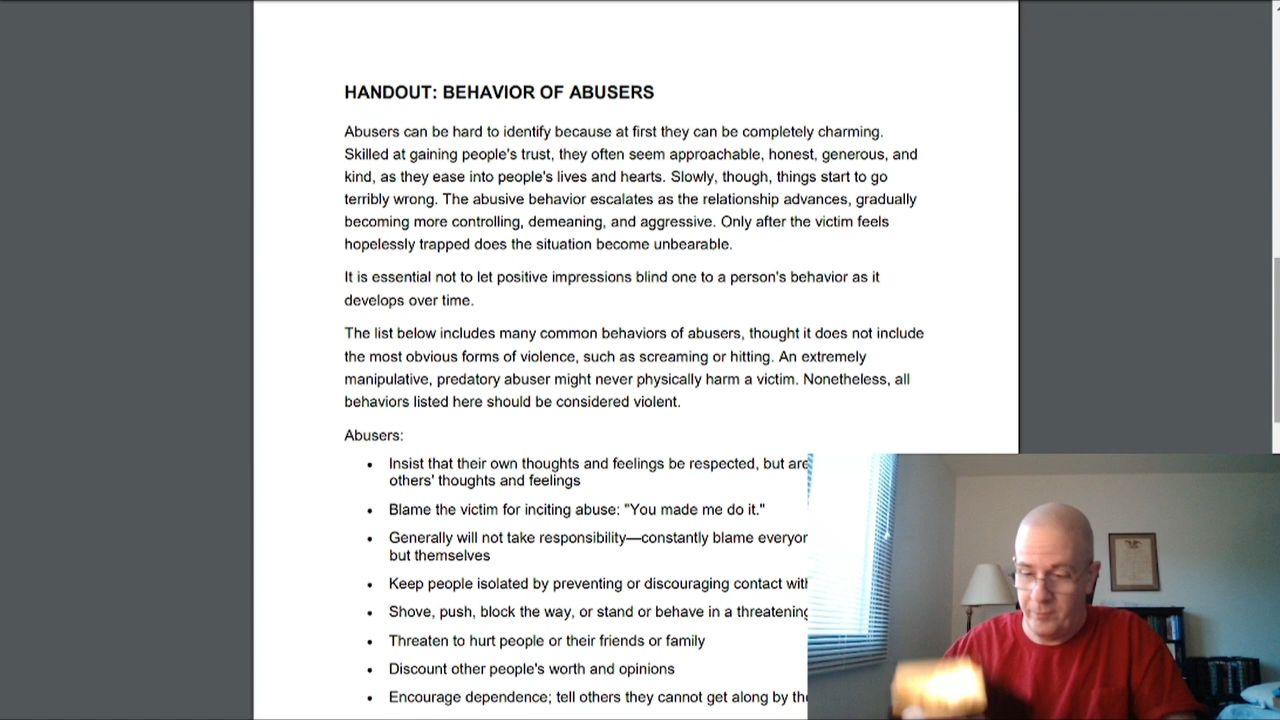 HANDOUT: BEHAVIOR OF ABUSERS
Abusers can be hard to identify because at first they can be completely charming.
Skilled at gaining people's trust, they often seem approachable, honest, generous, and
kind, as they ease into people's lives and hearts. Slowly, though, things start to go
terribly wrong. The abusive behavior escalates as the relationship advances, gradually
becoming more controlling, demeaning, and aggressive. Only after the victim feels
hopelessly trapped does the situation become unbearable.
It is essential not to let positive impressions blind one to a person's behavior as it
develops over time.
The list below includes many common behaviors of abusers, thought it does not include
the most obvious forms of violence, such as screaming or hitting. An extremely
manipulative, predatory abuser might never physically harm a victim. Nonetheless, all
behaviors listed here should be considered violent.
Abusers:
• Insist that their own thoughts and feelings be respected, but are
others' thoughts and feelings
• Blame the victim for inciting abuse: "You made me do it."
• Generally will not take responsibility—constantly blame
but themselves
• Keep people isolated by preventing or discouraging contact
• Shove, push, block the way, or stand or behave in a threatening
• Threaten to hurt people or their friends or family
• Discount other people's worth and opinions
• Encourage dependence; tell others they cannot get along by